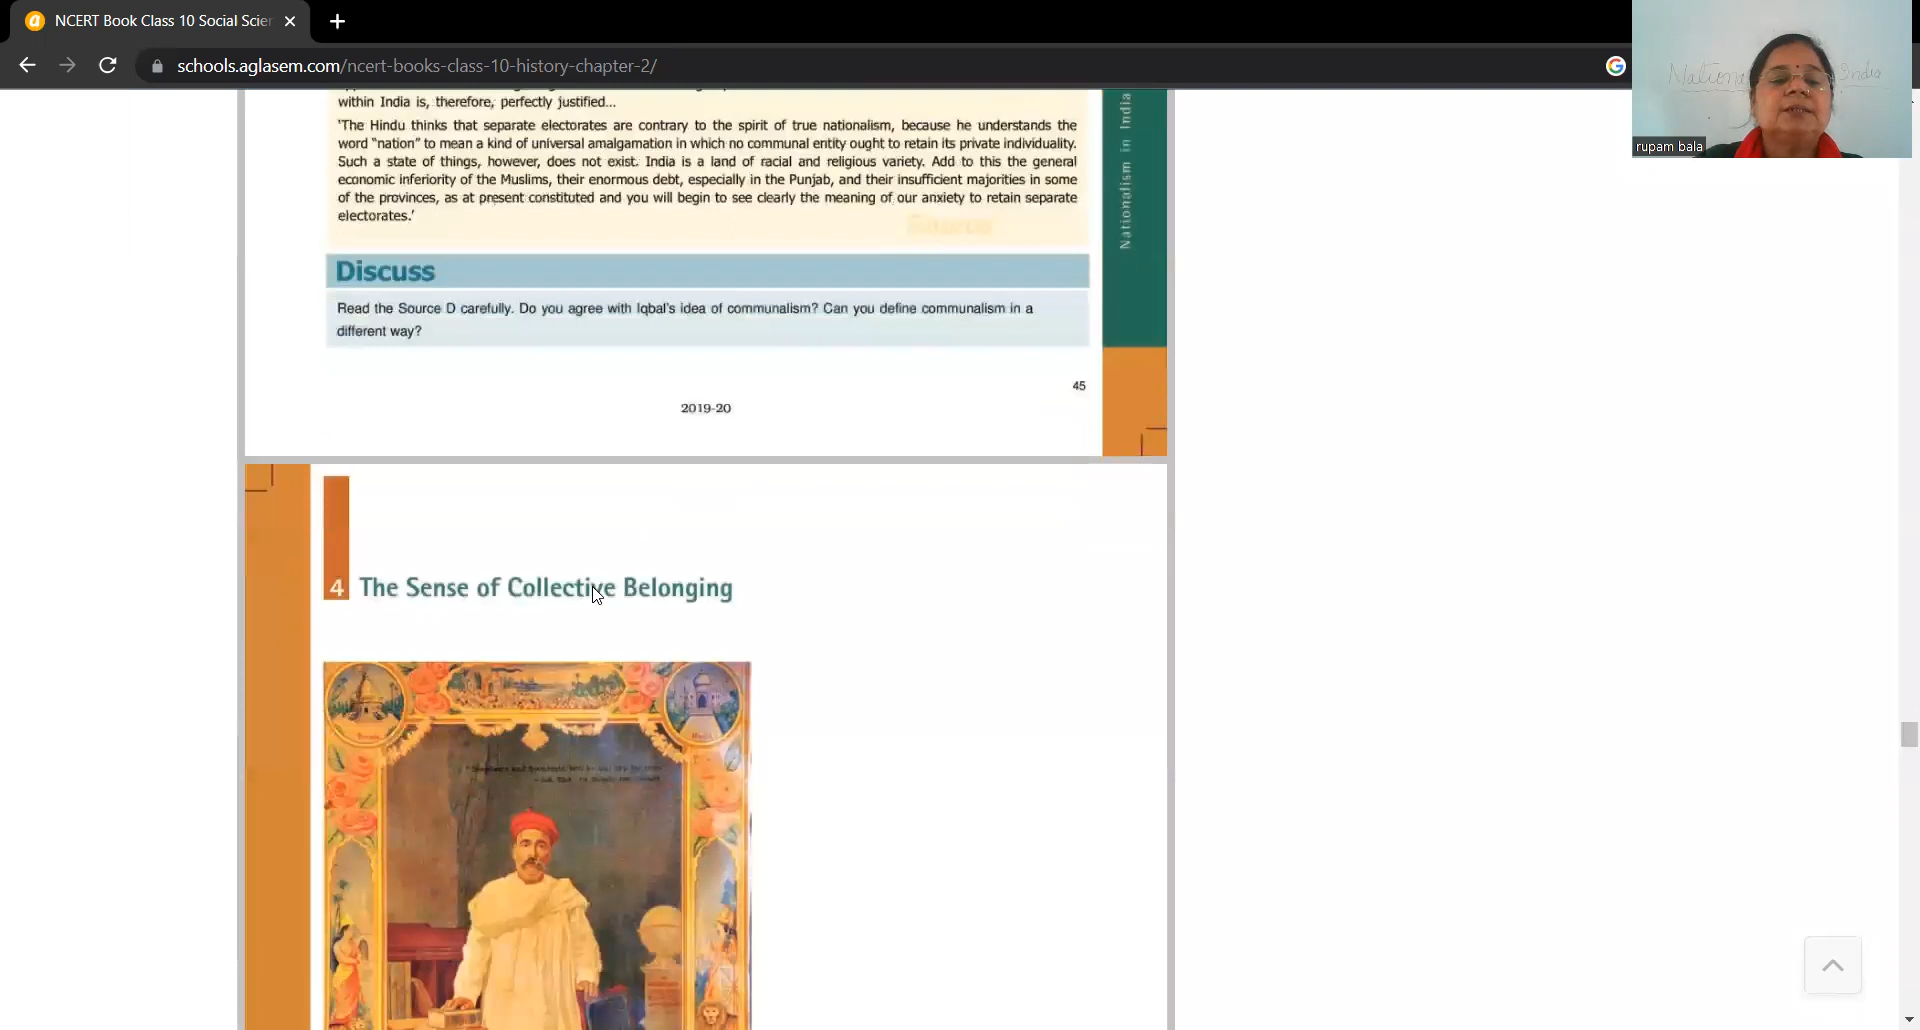 NCERT Book Class 10 Social Scien
schools.aglasem.com/ncert-books-class-10-history-chapter-2/
within India is, therefore, perfectly justified...
'The Hindu thinks that separate electorates are contrary to the spirit of true nationalism, because he understands the
word "nation" to mean a kind of universal amalgamation in which no communal entity ought to retain its private individuality.
Such a state of things, however, does not exist. India is a land of racial and religious variety. Add to this the general
economic inferiority of the Muslims, their enormous debt, especially in the Punjab, and their insufficient majorities in some
of the provinces, as at present constituted and you will begin to see clearly the meaning of our anxiety to retain separate
electorates.'
Discuss
Read the Source D carefully. Do you agree with Iqbal's idea of communalism? Can you define communalism in a
different way?
45
2019-20
Nationalism in India
4 The Sense of Collective Belonging
rupam bala
India